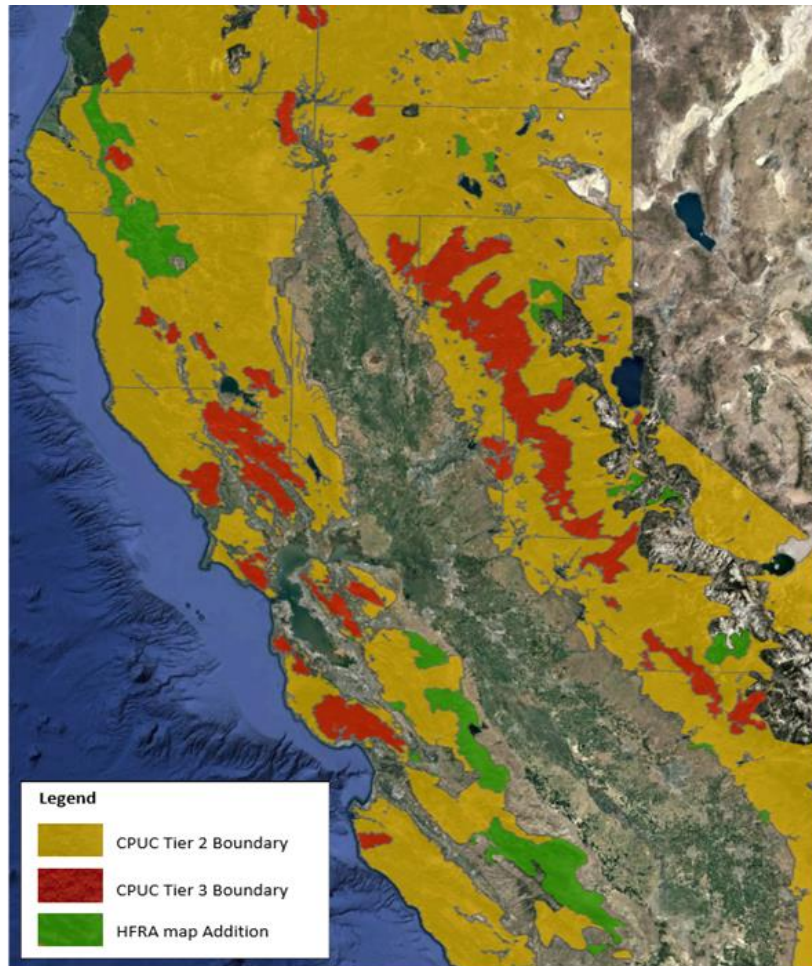 Legend
CPUC Tier 2 Boundary
CPUC Tier 3 Boundary
HFRA map Addition